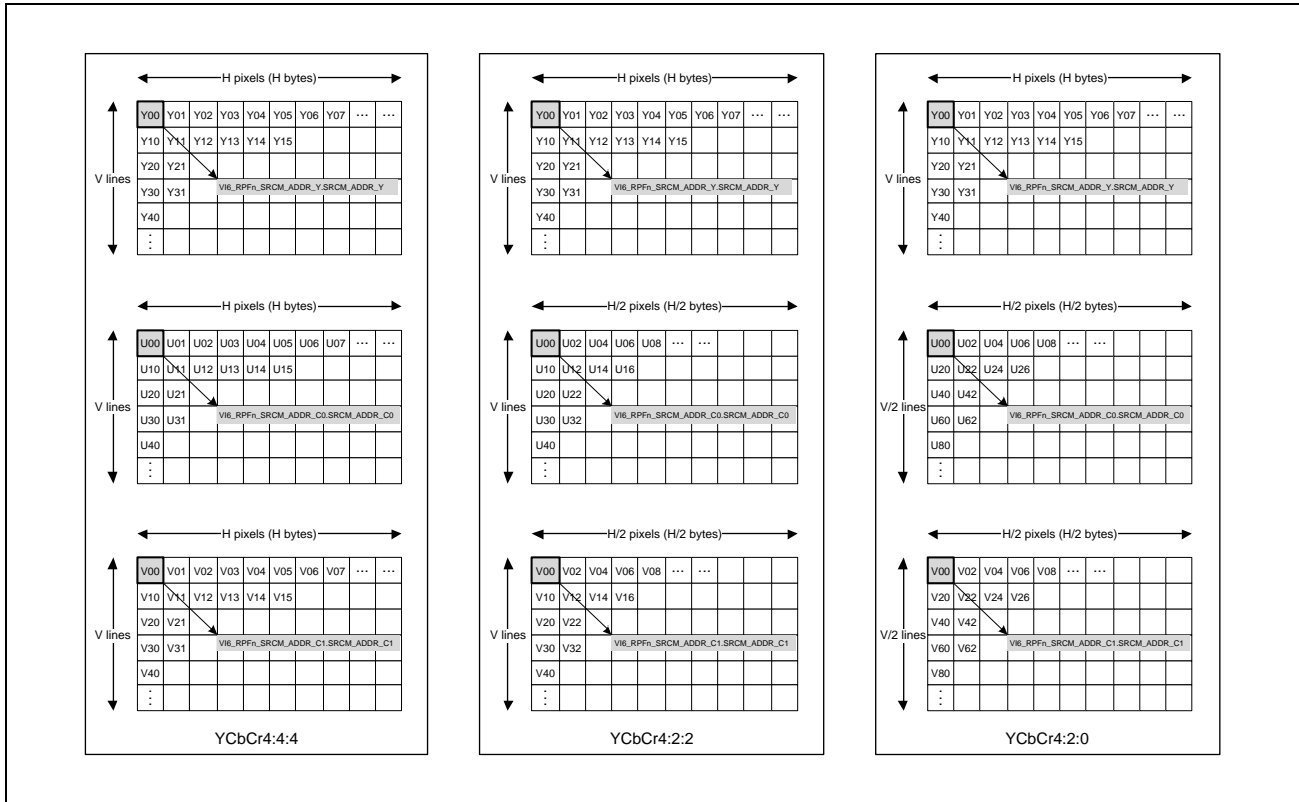 H pixels (H bytes)
V lines
Y00 Y01 Y02 Y03 Y04 Y05 Y06 Y07 … …
Y10 Y11 Y12 Y13 Y14 Y15
Y20 Y21
Y30 Y31
VI6_RPFn_SRCM_ADDR_Y.SRCM_ADDR_Y
Y40
⋮
H pixels (H bytes)
V lines
U00 U01 U02 U03 U04 U05 U06 U07 … …
U10 U11 U12 U13 U14 U15
U20 U21
U30 U31
VI6_RPFn_SRCM_ADDR_C0.SRCM_ADDR_C0
U40
⋮
H pixels (H bytes)
V lines
V00 V01 V02 V03 V04 V05 V06 V07 … …
V10 V11 V12 V13 V14 V15
V20 V21
V30 V31
VI6_RPFn_SRCM_ADDR_C1.SRCM_ADDR_C1
V40
⋮
YCbCr4:4:4
H pixels (H bytes)
V lines
Y00 Y01 Y02 Y03 Y04 Y05 Y06 Y07 … …
Y10 Y11 Y12 Y13 Y14 Y15
Y20 Y21
Y30 Y31
VI6_RPFn_SRCM_ADDR_Y.SRCM_ADDR_Y
Y40
⋮
H/2 pixels (H/2 bytes)
V lines
U00 U02 U04 U06 U08 … …
U10 U12 U14 U16
U20 U22
U30 U32
VI6_RPFn_SRCM_ADDR_C0.SRCM_ADDR_C0
U40
⋮
H/2 pixels (H/2 bytes)
V lines
V00 V02 V04 V06 V08 … …
V10 V12 V14 V16
V20 V22
V30 V32
VI6_RPFn_SRCM_ADDR_C1.SRCM_ADDR_C1
V40
⋮
YCbCr4:2:2
H pixels (H bytes)
V lines
Y00 Y01 Y02 Y03 Y04 Y05 Y06 Y07 … …
Y10 Y11 Y12 Y13 Y14 Y15
Y20 Y21
Y30 Y31
VI6_RPFn_SRCM_ADDR_Y.SRCM_ADDR_Y
Y40
⋮
H/2 pixels (H/2 bytes)
V/2 lines
U00 U02 U04 U06 U08 … …
U20 U22 U24 U26
U40 U42
U60 U62
VI6_RPFn_SRCM_ADDR_C0.SRCM_ADDR_C0
U80
⋮
H/2 pixels (H/2 bytes)
V/2 lines
V00 V02 V04 V06 V08 … …
V20 V22 V24 V26
V40 V42
V60 V62
VI6_RPFn_SRCM_ADDR_C1.SRCM_ADDR_C1
V80
⋮
YCbCr4:2:0